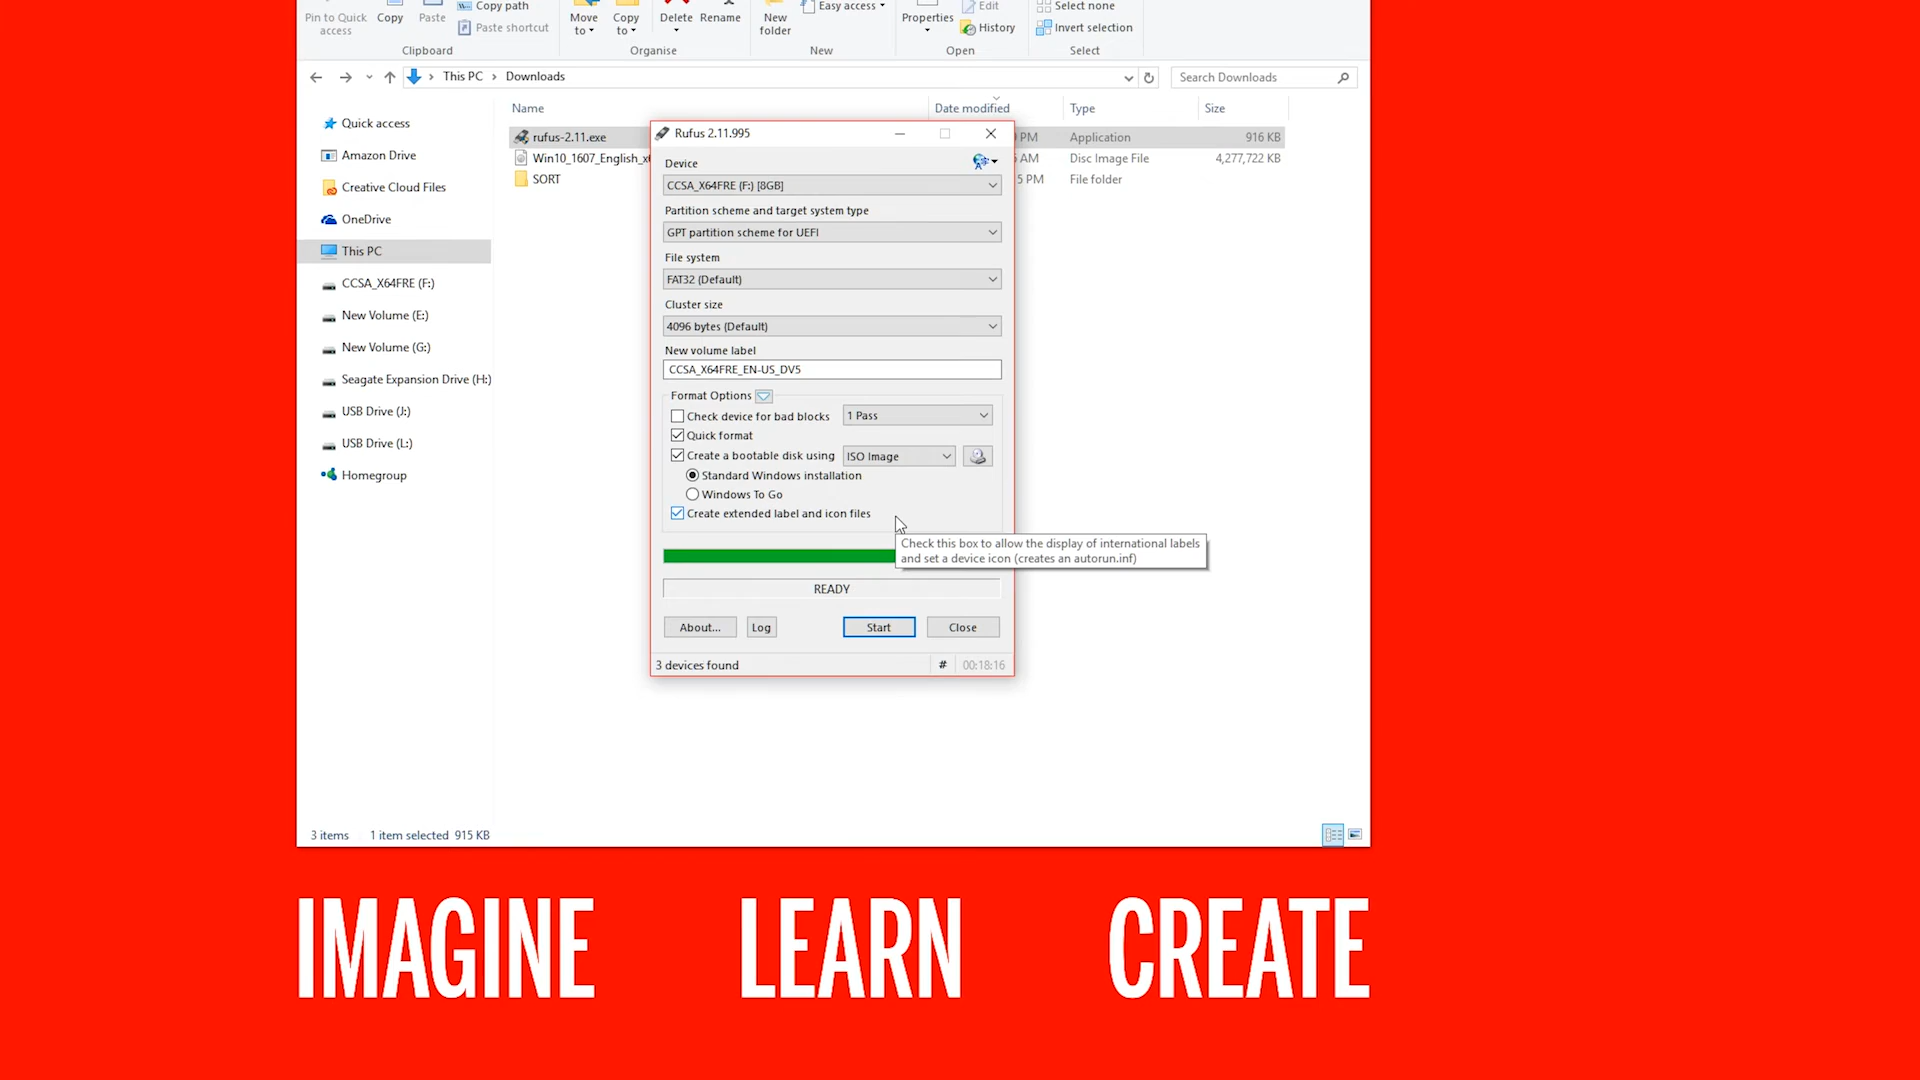 Pin to Quick access
Copy
Paste
Copy path
Paste shortcut
Move to
Copy to
Delete
Rename
New folder
Easy access
Properties
Edit
History
Select none
Invert selection
Clipboard
Organise
New
Open
Select
This PC > Downloads
Search Downloads
Name
Date modified
Type
Size
Quick access
Amazon Drive
Creative Cloud Files
OneDrive
This PC
CCSA_X64FRE (F:)
New Volume (E:)
New Volume (G:)
Seagate Expansion Drive (H:)
USB Drive (J:)
USB Drive (L:)
Homegroup
rufus-2.11.exe
PM
Application
916 KB
Win10_1607_English_x
AM
Disc Image File
4,277,722 KB
SORT
5 PM
File folder
Rufus 2.11.995
Device
CCSA_X64FRE (F:) [8GB]
Partition scheme and target system type
GPT partition scheme for UEFI
File system
FAT32 (Default)
Cluster size
4096 bytes (Default)
New volume label
CCSA_X64FRE_EN-US_DV5
Format Options
Check device for bad blocks
1 Pass
Quick format
Create a bootable disk using
ISO Image
Standard Windows installation
Windows To Go
Create extended label and icon files
Check this box to allow the display of international labels
and set a device icon (creates an autorun.inf)
READY
About...
Log
Start
Close
3 devices found
#
00:18:16
3 items
1 item selected 915 KB
IMAGINE LEARN CREATE